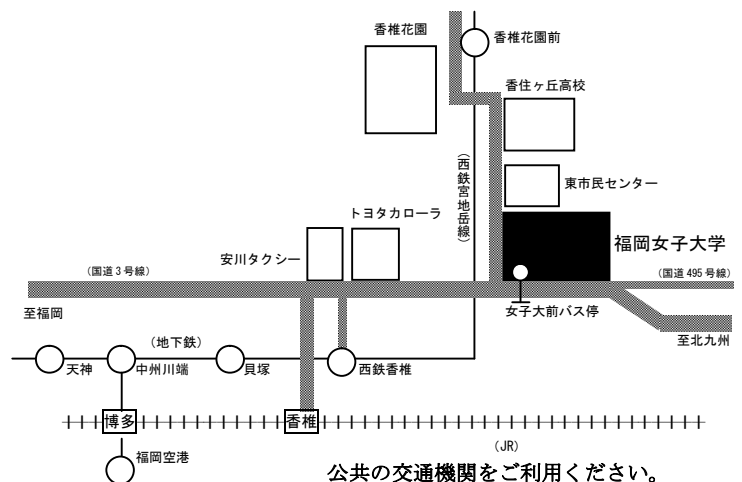 香椎花園
香椎花園前
香住ヶ丘高校
(西鉄宮地岳線)
東市民センター
トヨタカローラ
福岡女子大学
安川タクシー
(国道3号線)
(国道495号線)
至福岡
女子大前バス停
至北九州
(地下鉄)
天神
中州川端
貝塚
西鉄香椎
博多
香椎
(JR)
福岡空港
公共の交通機関をご利用ください。